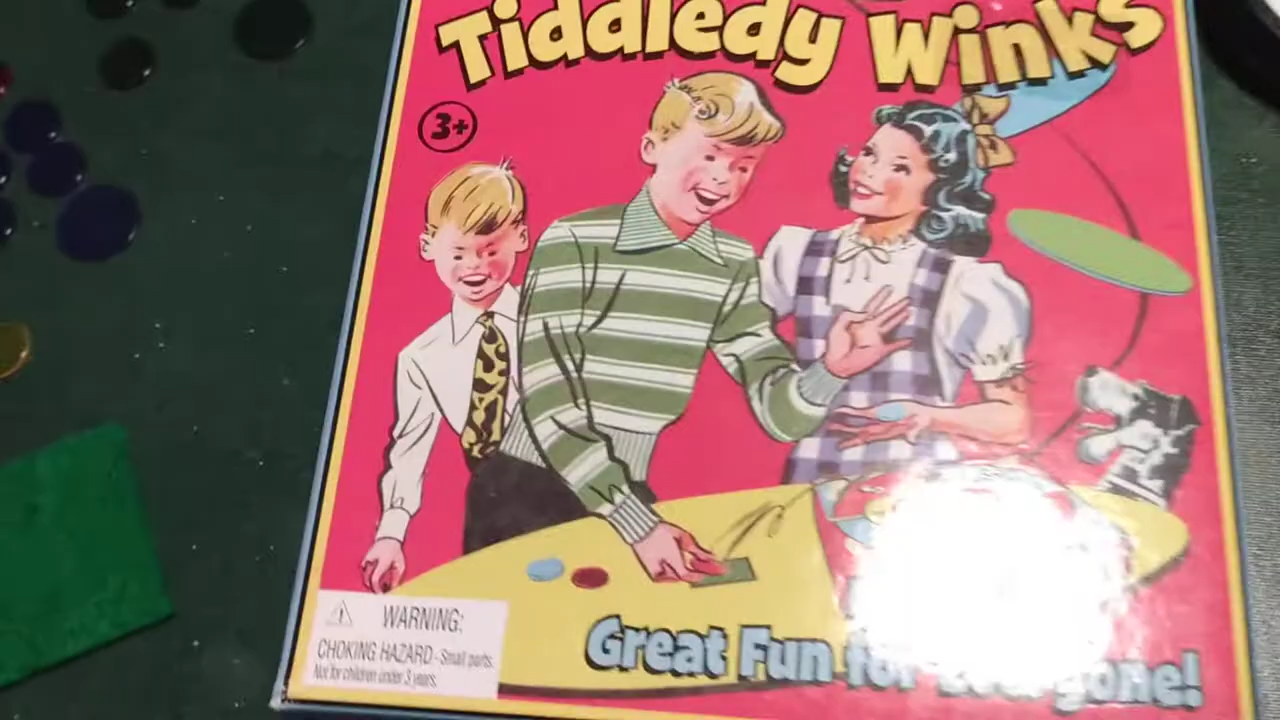 Tiddledy Winks
3+
WARNING:
CHOKING HAZARD - Small parts.
Not for children under 3 years.
Great Fun for Everyone!